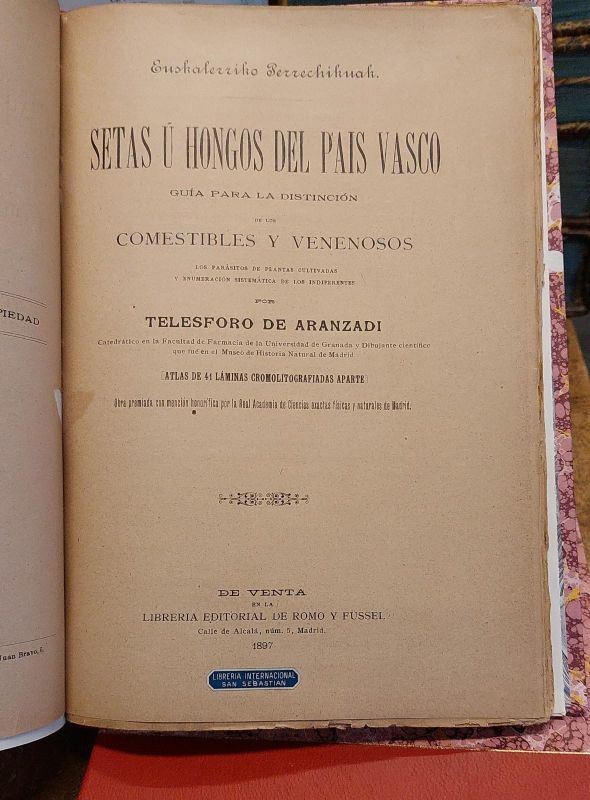 Euskalerriko Perrechikuak.
SETAS Ú HONGOS DEL PAIS VASCO
GUÍA PARA LA DISTINCIÓN
DE LOS
COMESTIBLES Y VENENOSOS
LOS PARÁSITOS DE PLANTAS CULTIVADAS
Y ENUMERACIÓN SISTEMÁTICA DE LOS INDIFERENTES
POR
TELESFORO DE ARANZADI
Catedrático en la Facultad de Farmacia de la Universidad de Granada y Dibujante científico
que fué en el Museo de Historia Natural de Madrid
(ATLAS DE 41 LÁMINAS CROMOLITOGRAFIADAS APARTE)
Obra premiada con mención honorífica por la Real Academia de Ciencias exactas físicas y naturales de Madrid.
DE VENTA
EN LA
LIBRERIA EDITORIAL DE ROMO Y FUSSEL
Calle de Alcalá, núm. 5, Madrid.
1897
LIBRERIA INTERNACIONAL
SAN SEBASTIAN
PIEDAD
Juan Bravo, 5.